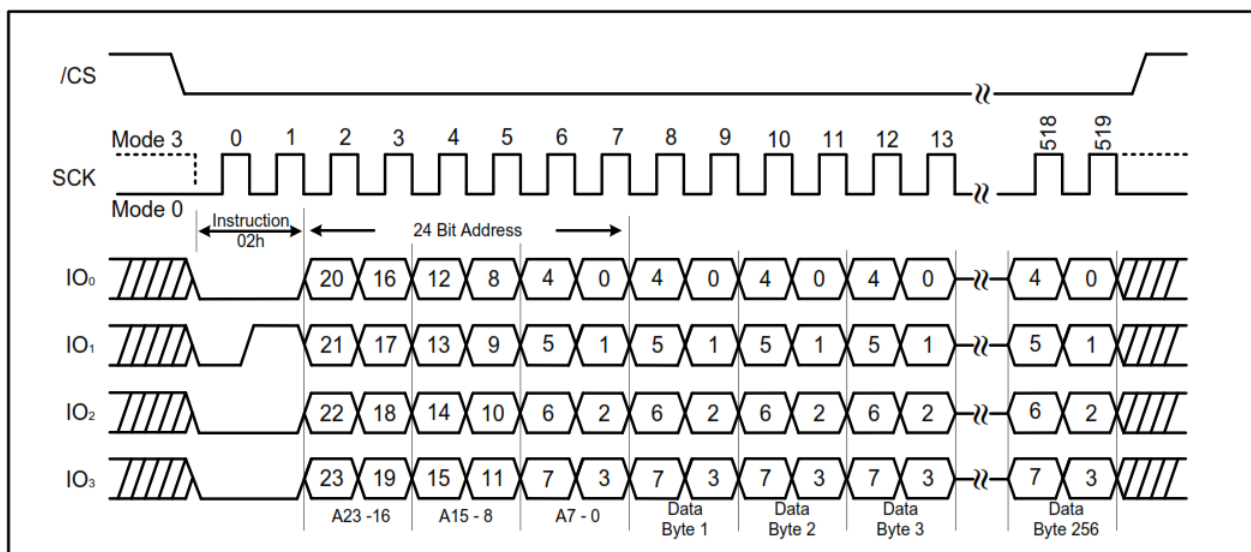 /CS
Mode 3 0 1 2 3 4 5 6 7 8 9 10 11 12 13 518 519
SCK
Mode 0
Instruction
02h
24 Bit Address
IO₀ 20 16 12 8 4 0 4 0 4 0 4 0 4 0
IO₁ 21 17 13 9 5 1 5 1 5 1 5 1 5 1
IO₂ 22 18 14 10 6 2 6 2 6 2 6 2 6 2
IO₃ 23 19 15 11 7 3 7 3 7 3 7 3 7 3
A23 -16 A15 - 8 A7 - 0 Data Data Data Data
Byte 1 Byte 2 Byte 3 Byte 256